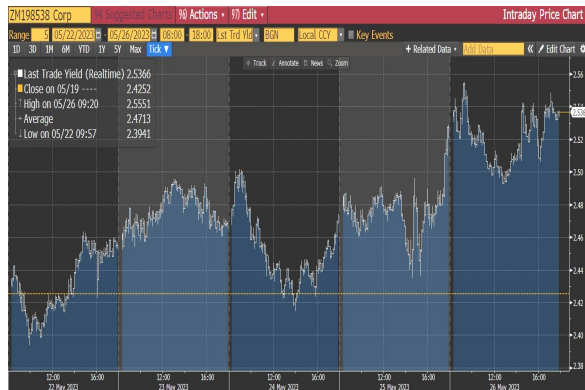 ZM198538 Corp 94) Suggested Charts 96) Actions 97) Edit Intraday Price Chart
Range 5 05/22/2023 - 05/26/2023 08:00 - 18:00 Lst Trd Yld BGN Local CCY Key Events
1D 3D 1M 6M YTD 1Y 5Y Max Tick ▼ + Related Data Add Data « Edit Chart
Track Annotate News Zoom
Last Trade Yield (Realtime) 2.5366
Close on 05/19 ---- 2.4252
High on 05/26 09:20 2.5551
Average 2.4713
Low on 05/22 09:57 2.3941
2.56
2.536
2.52
2.50
2.48
2.46
2.44
2.42
2.40
2.38
12:00 16:00 12:00 16:00 12:00 16:00 12:00 16:00 12:00 16:00
22 May 2023 23 May 2023 24 May 2023 25 May 2023 26 May 2023